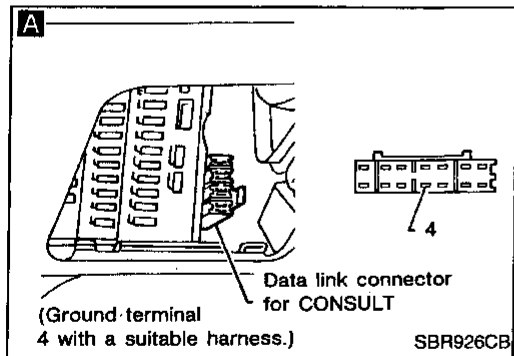 A
4
Data link connector
for CONSULT
(Ground terminal
4 with a suitable harness.)
SBR926CB